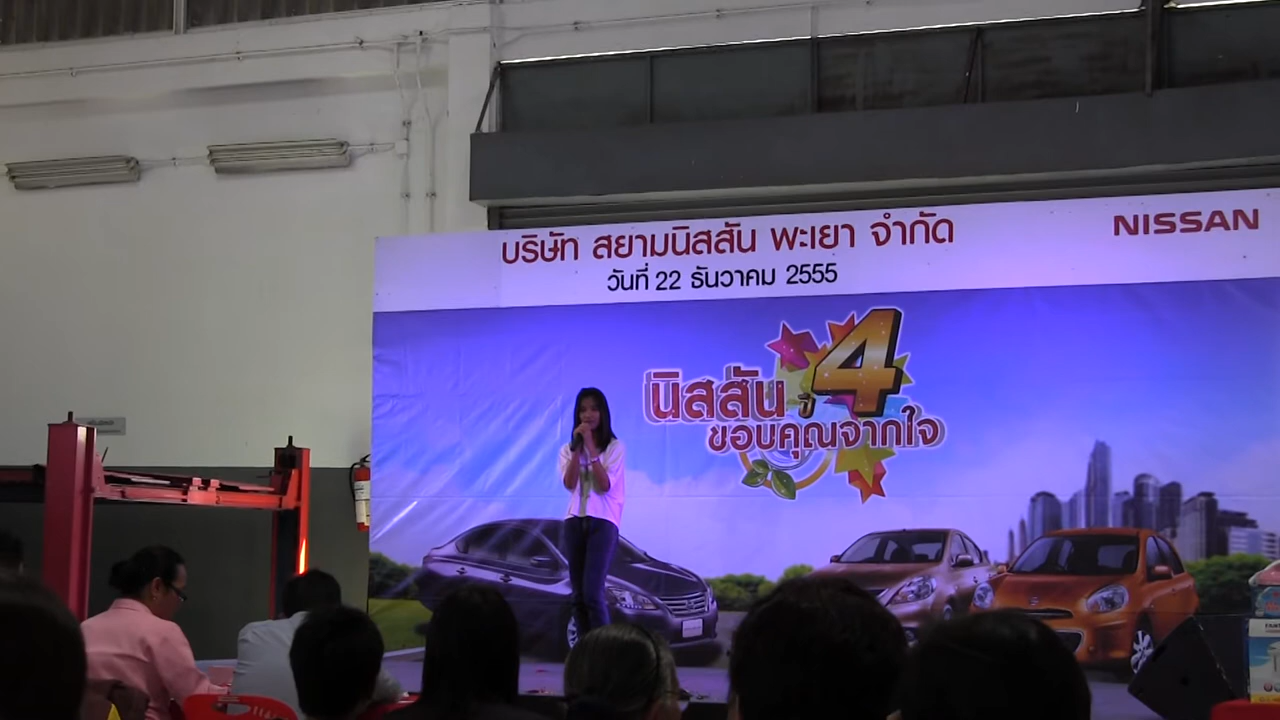 บริษัท สยามนิสสัน พะเยา จำกัด
NISSAN
วันที่ 22 ธันวาคม 2555
นิสสัน ปี 4
ขอบคุณจากใจ